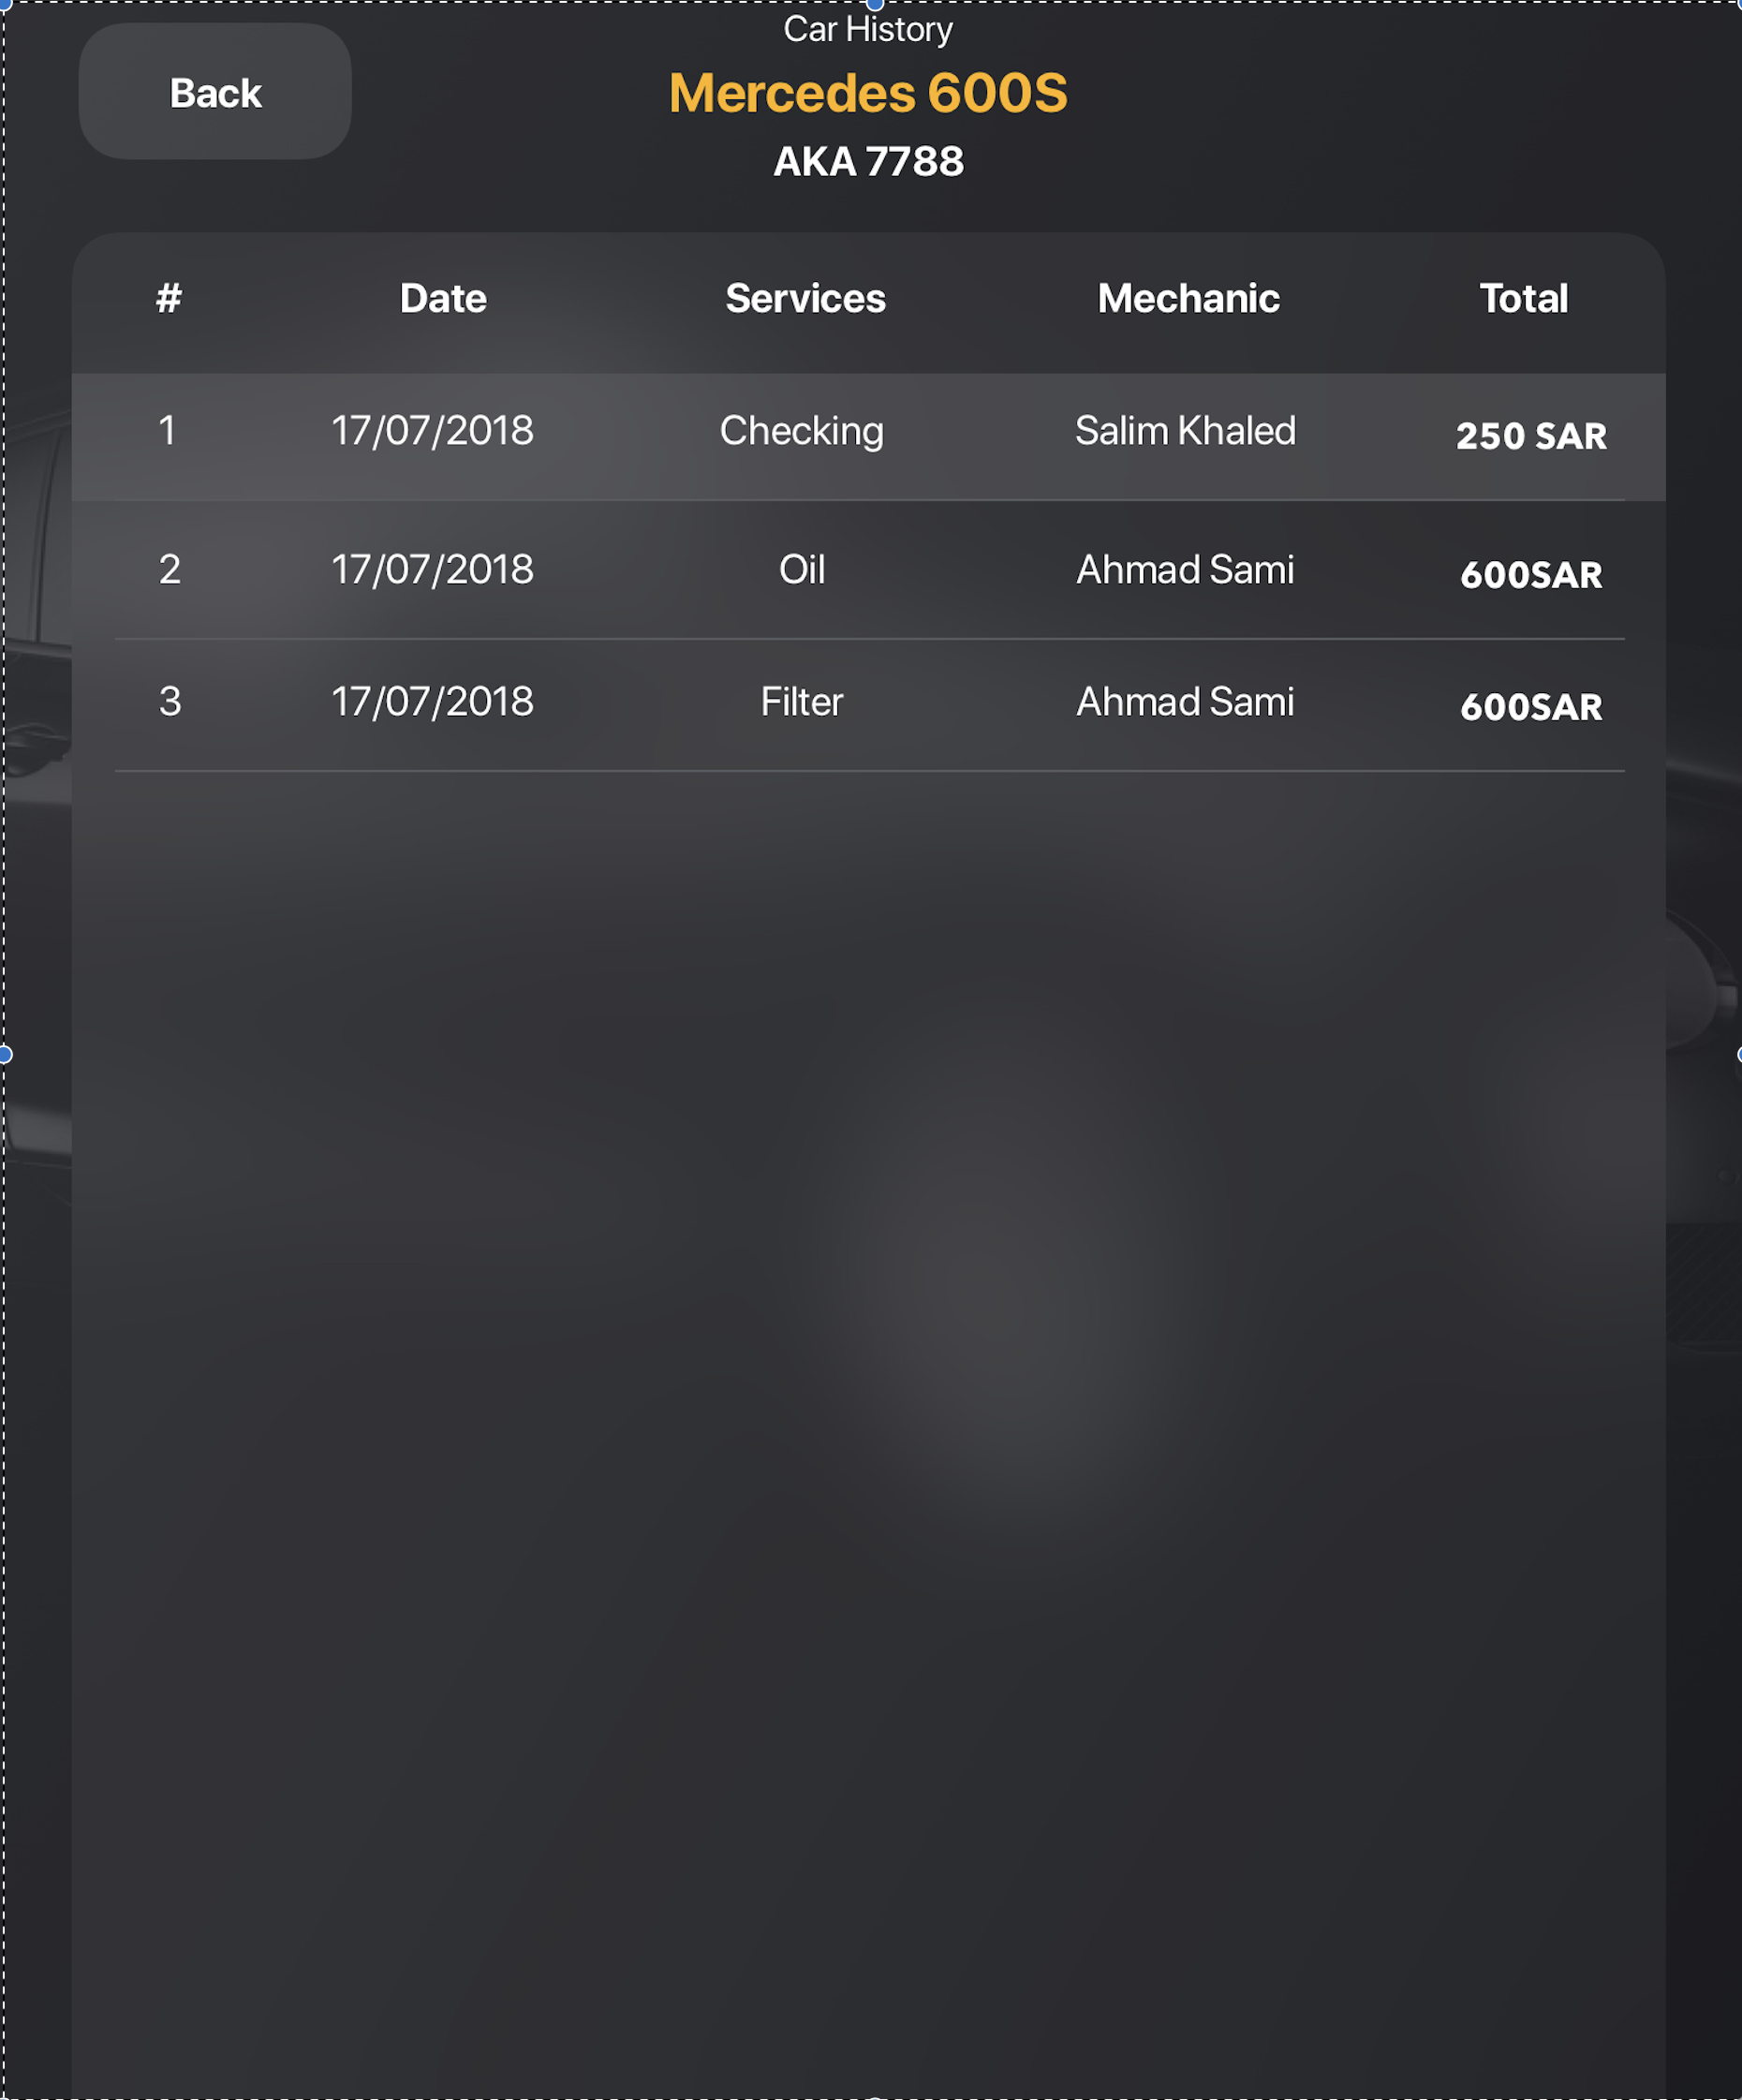 Car History
Back
Mercedes 600S
AKA 7788
# Date Services Mechanic Total
1 17/07/2018 Checking Salim Khaled 250 SAR
2 17/07/2018 Oil Ahmad Sami 600SAR
3 17/07/2018 Filter Ahmad Sami 600SAR